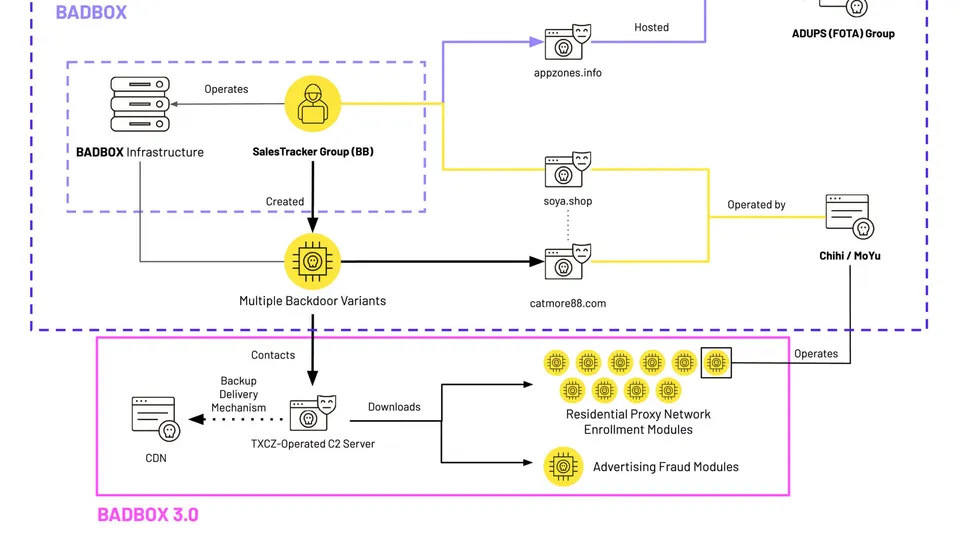 BADBOX
Hosted
ADUPS (FOTA) Group
appzones.info
Operates
BADBOX Infrastructure
SalesTracker Group (BB)
Created
soya.shop
Operated by
Chihi / MoYu
Multiple Backdoor Variants
catmore88.com
Contacts
Operates
Backup
Delivery
Mechanism
Downloads
Residential Proxy Network
Enrollment Modules
CDN
TXCZ-Operated C2 Server
Advertising Fraud Modules
BADBOX 3.0